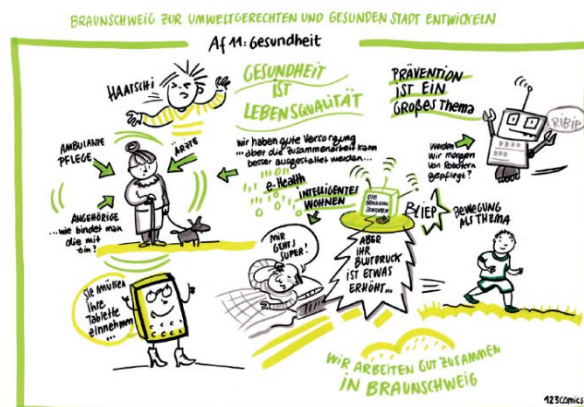 BRAUNSCHWEIG ZUR UMWELTGERECHTEN UND GESUNDEN STADT ENTWICKELN
Af 11: Gesundheit
HAATSCHI
GESUNDHEIT
IST
LEBENSQUALITÄT
PRÄVENTION
IST EIN
GROßES THEMA
RiBiP
AMBULANTE
PFLEGE
ÄRZTE
wir haben gute Versorgung
...aber die Zusammenarbeit kann
besser ausgestaltet werden...
e-Health
INTELLIGENTES
WOHNEN
werden
wir morgen
von Robotern
gepflegt?
ANGEHÖRIGE
...wie bindet man
die mit
ein?
BLIEP
BEWEGUNG
ALS THEMA
MIR
GEHTS
SUPER!
ABER
IHR
BLUTDRUCK
IST ETWAS
ERHÖHT...
Sie müssen
Ihre
Tablette
einnehmen
...
WIR ARBEITEN GUT ZUSAMMEN
IN BRAUNSCHWEIG
123comics